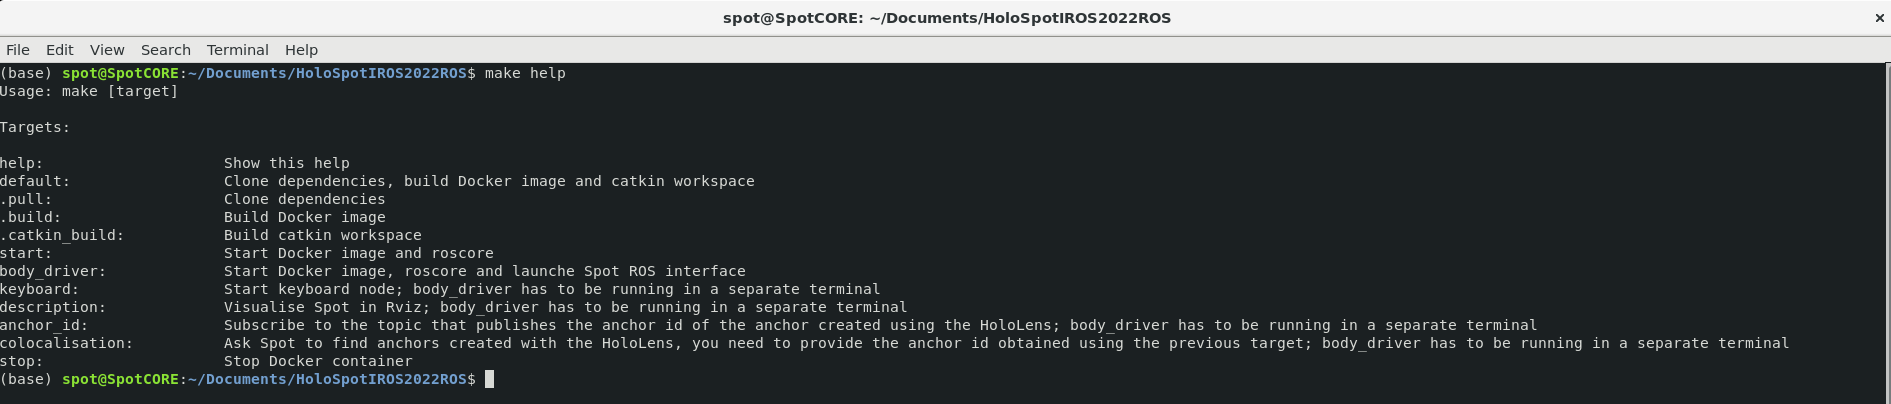 spot@SpotCORE: ~/Documents/HoloSpotIROS2022ROS ×
File Edit View Search Terminal Help
(base) spot@SpotCORE:~/Documents/HoloSpotIROS2022ROS$ make help
Usage: make [target]
Targets:
help: Show this help
default: Clone dependencies, build Docker image and catkin workspace
.pull: Clone dependencies
.build: Build Docker image
.catkin_build: Build catkin workspace
start: Start Docker image and roscore
body_driver: Start Docker image, roscore and launche Spot ROS interface
keyboard: Start keyboard node; body_driver has to be running in a separate terminal
description: Visualise Spot in Rviz; body_driver has to be running in a separate terminal
anchor_id: Subscribe to the topic that publishes the anchor id of the anchor created using the HoloLens; body_driver has to be running in a separate terminal
colocalisation: Ask Spot to find anchors created with the HoloLens, you need to provide the anchor id obtained using the previous target; body_driver has to be running in a separate terminal
stop: Stop Docker container
(base) spot@SpotCORE:~/Documents/HoloSpotIROS2022ROS$